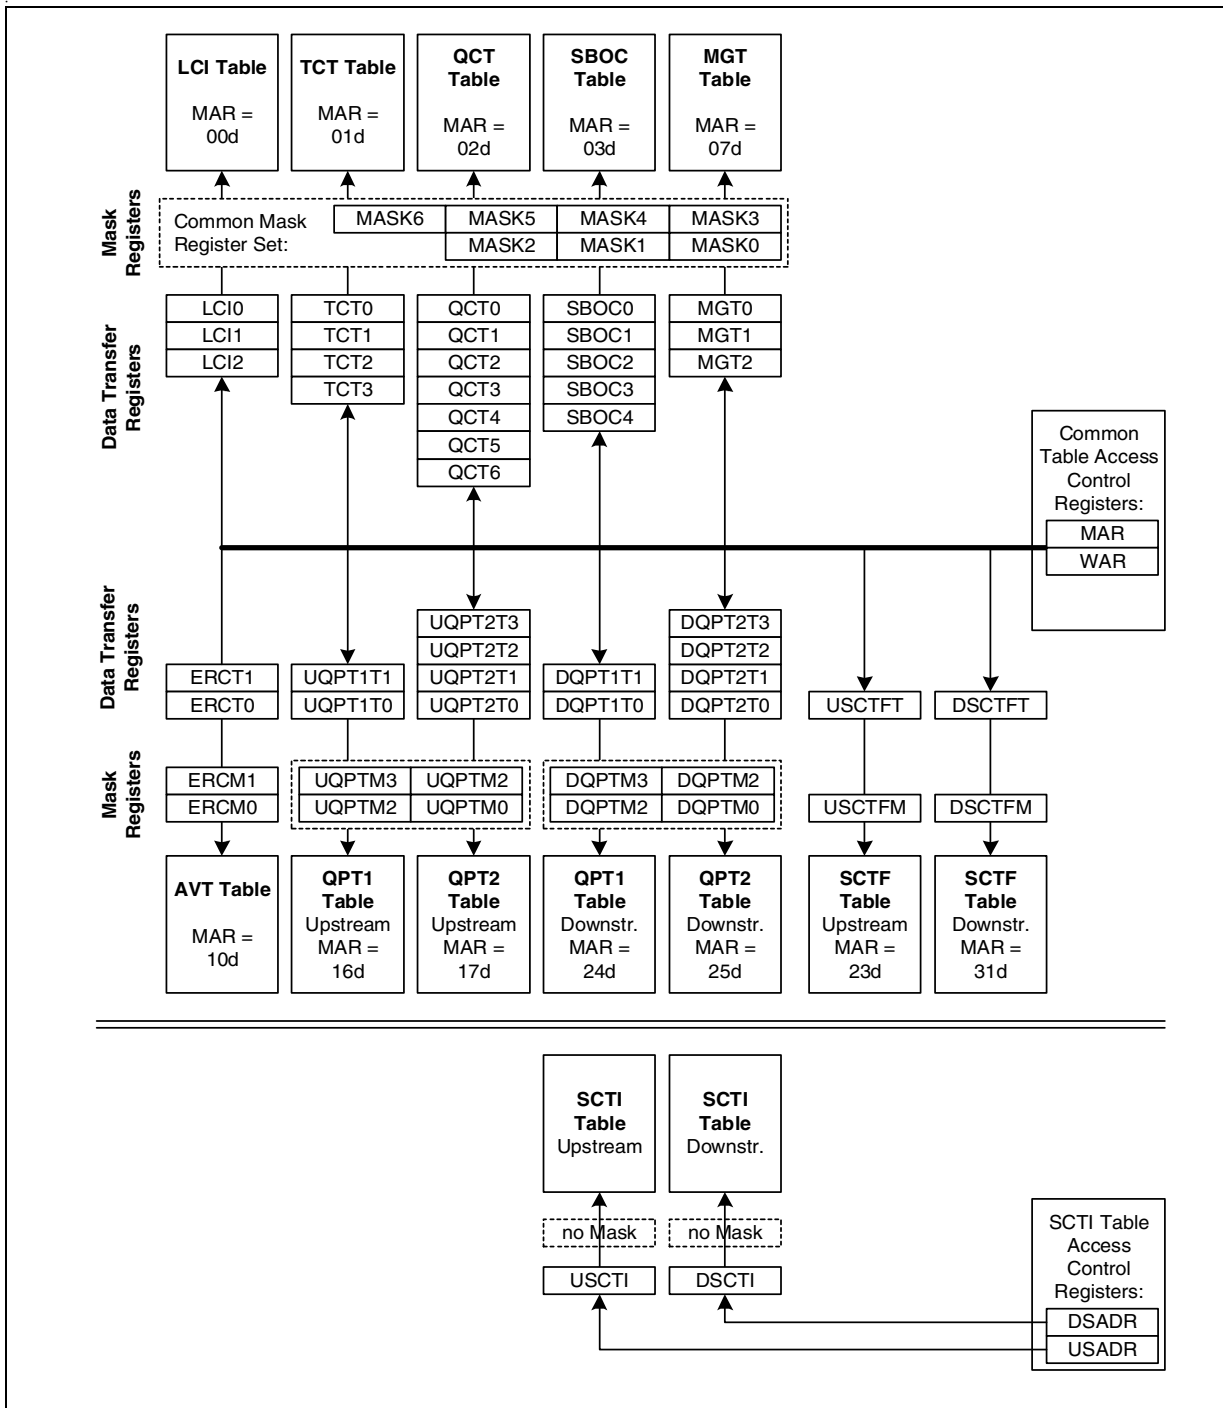 LCI Table
MAR =
00d
TCT Table
MAR =
01d
QCT
Table
MAR =
02d
SBOC
Table
MAR =
03d
MGT
Table
MAR =
07d
Mask
Registers
Common Mask
Register Set:
MASK6 MASK5 MASK4 MASK3
MASK2 MASK1 MASK0
Data Transfer
Registers
LCI0
LCI1
LCI2
TCT0
TCT1
TCT2
TCT3
QCT0
QCT1
QCT2
QCT3
QCT4
QCT5
QCT6
SBOC0
SBOC1
SBOC2
SBOC3
SBOC4
MGT0
MGT1
MGT2
Common
Table Access
Control
Registers:
MAR
WAR
Data Transfer
Registers
ERCT1
ERCT0
UQPT1T1
UQPT1T0
UQPT2T3
UQPT2T2
UQPT2T1
UQPT2T0
DQPT1T1
DQPT1T0
DQPT2T3
DQPT2T2
DQPT2T1
DQPT2T0
USCTFT
DSCTFT
Mask
Registers
ERCM1
ERCM0
UQPTM3 UQPTM2
UQPTM2 UQPTM0
DQPTM3 DQPTM2
DQPTM2 DQPTM0
USCTFM
DSCTFM
AVT Table
MAR =
10d
QPT1
Table
Upstream
MAR =
16d
QPT2
Table
Upstream
MAR =
17d
QPT1
Table
Downstr.
MAR =
24d
QPT2
Table
Downstr.
MAR =
25d
SCTF
Table
Upstream
MAR =
23d
SCTF
Table
Downstr.
MAR =
31d
SCTI
Table
Upstream
SCTI
Table
Downstr.
no Mask
no Mask
USCTI
DSCTI
SCTI Table
Access
Control
Registers:
DSADR
USADR